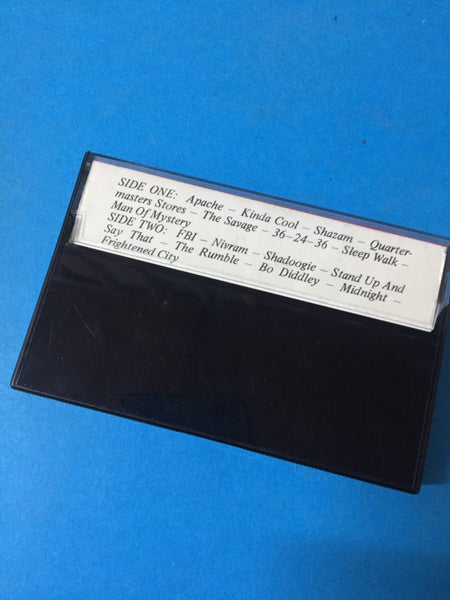 SIDE ONE: Apache – Kinda Cool – Shazam – Quarter-
masters Stores – The Savage – 36–24–36 – Sleep Walk –
Man Of Mystery
SIDE TWO: FBI – Nivram – Shadoogie – Stand Up And
Say That – The Rumble – Bo Diddley – Midnight –
Frightened City